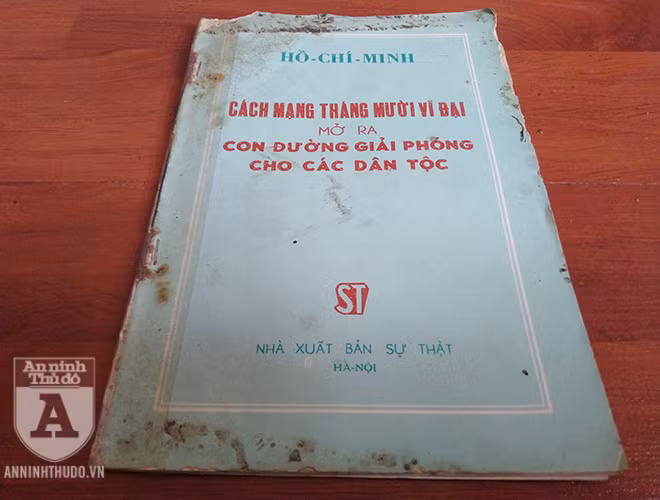 HỒ-CHÍ-MINH
CÁCH MẠNG THÁNG MƯỜI VĨ ĐẠI
MỞ RA
CON ĐƯỜNG GIẢI PHÓNG
CHO CÁC DÂN TỘC
ST
NHÀ XUẤT BẢN SỰ THẬT
HÀ-NỘI
An ninh
Thủ đô
A
ANNINHTHUDO.VN